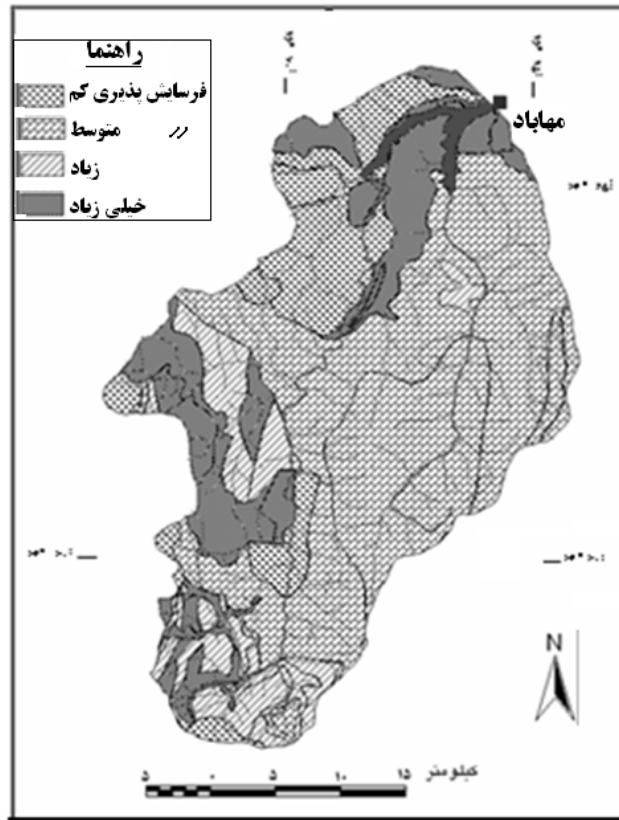 راهنما
فرسایش پذیری کم
〃 متوسط
زیاد
خیلی زیاد
مهاباد
N
۵ ۰ ۵ ۱۰ ۱۵ کیلومتر